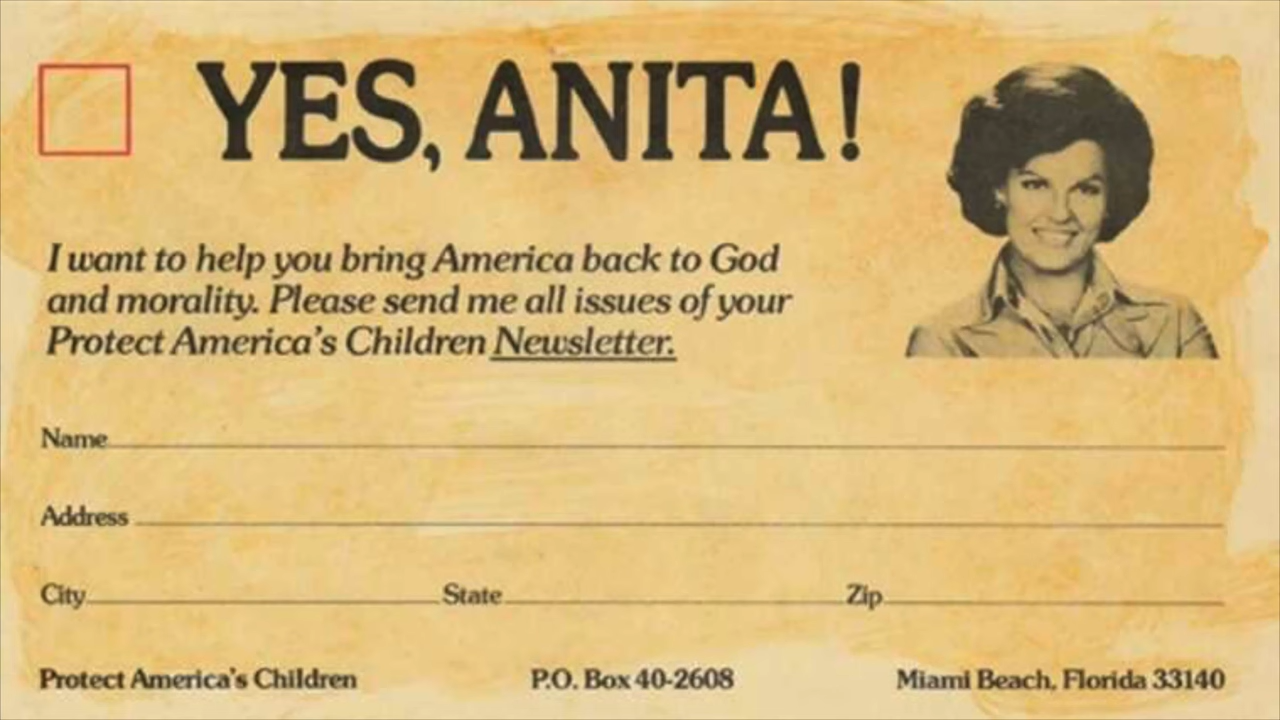 YES, ANITA!
I want to help you bring America back to God
and morality. Please send me all issues of your
Protect America's Children Newsletter.
Name
Address
City State Zip
Protect America's Children P.O. Box 40-2608 Miami Beach, Florida 33140